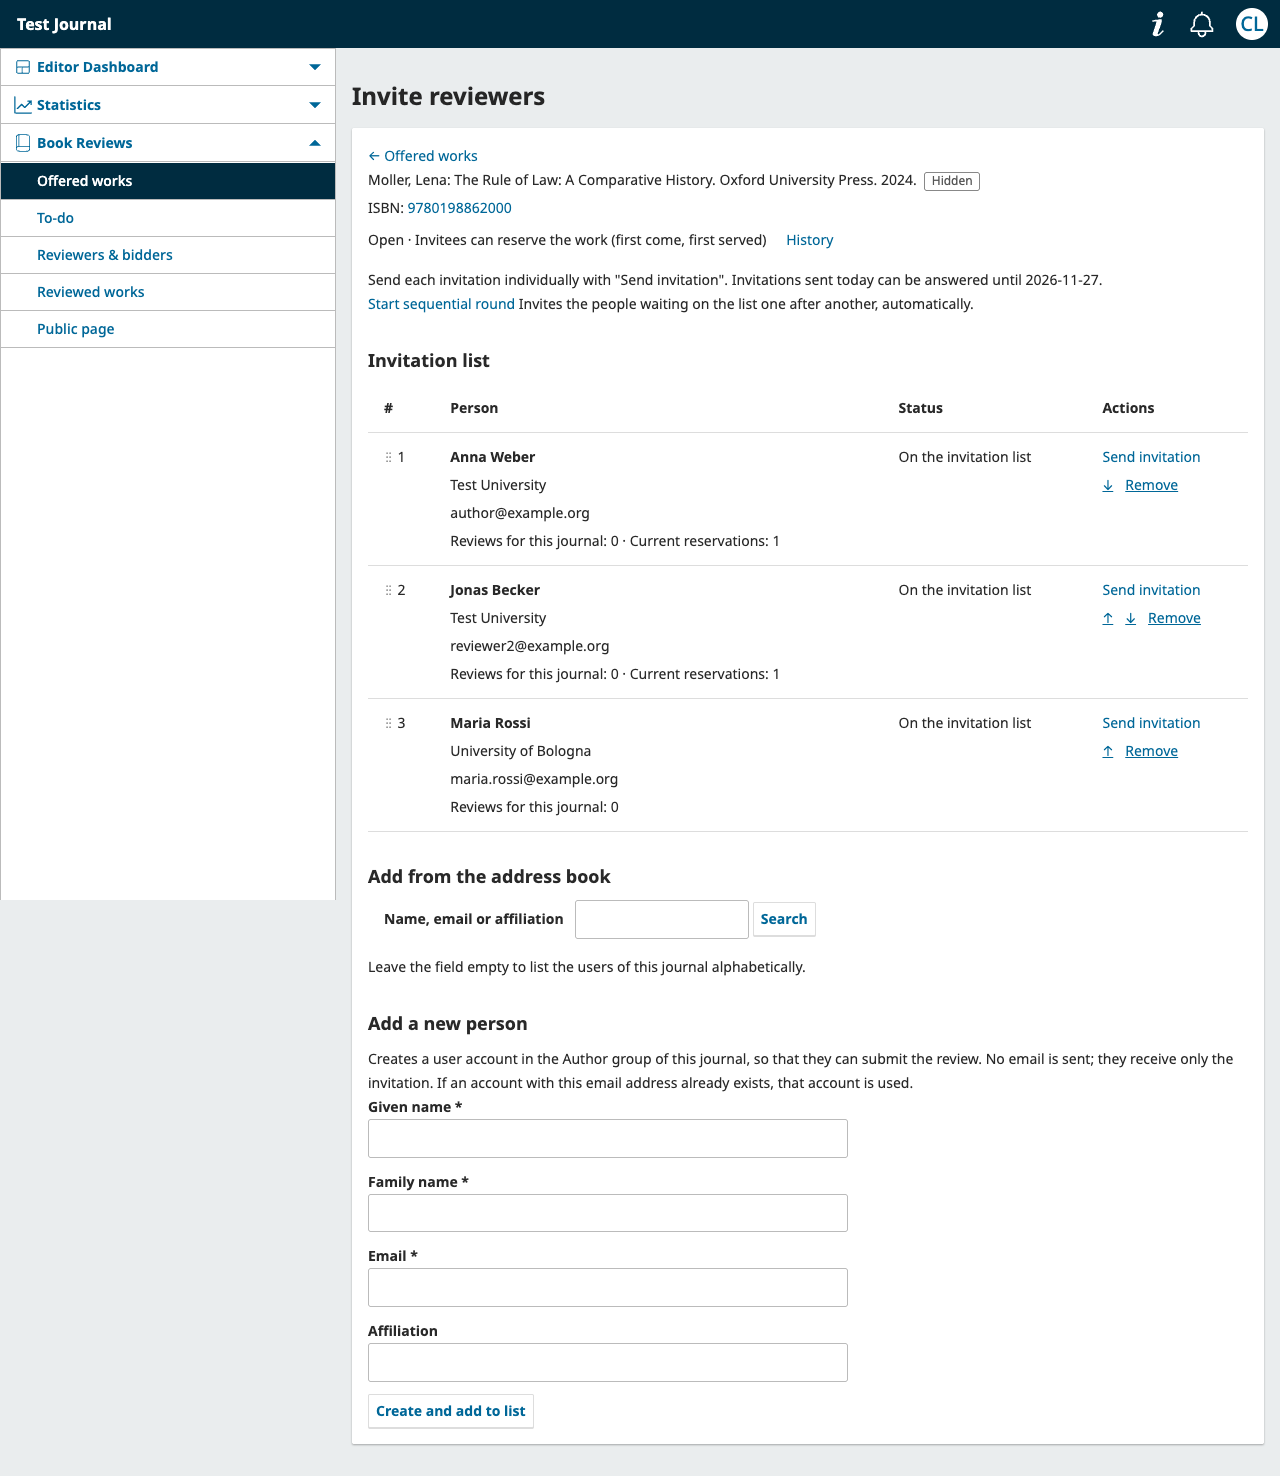 Test Journal
CL
Editor Dashboard
Statistics
Book Reviews
Offered works
To-do
Reviewers & bidders
Reviewed works
Public page
Invite reviewers
← Offered works
Moller, Lena: The Rule of Law: A Comparative History. Oxford University Press. 2024. Hidden
ISBN: 9780198862000
Open · Invitees can reserve the work (first come, first served) History
Send each invitation individually with "Send invitation". Invitations sent today can be answered until 2026-11-27.
Start sequential round Invites the people waiting on the list one after another, automatically.
Invitation list
# Person Status Actions
1 Anna Weber On the invitation list Send invitation
Test University ↓ Remove
author@example.org
Reviews for this journal: 0 · Current reservations: 1
2 Jonas Becker On the invitation list Send invitation
Test University ↑ ↓ Remove
reviewer2@example.org
Reviews for this journal: 0 · Current reservations: 1
3 Maria Rossi On the invitation list Send invitation
University of Bologna ↑ Remove
maria.rossi@example.org
Reviews for this journal: 0
Add from the address book
Name, email or affiliation Search
Leave the field empty to list the users of this journal alphabetically.
Add a new person
Creates a user account in the Author group of this journal, so that they can submit the review. No email is sent; they receive only the
invitation. If an account with this email address already exists, that account is used.
Given name *
Family name *
Email *
Affiliation
Create and add to list